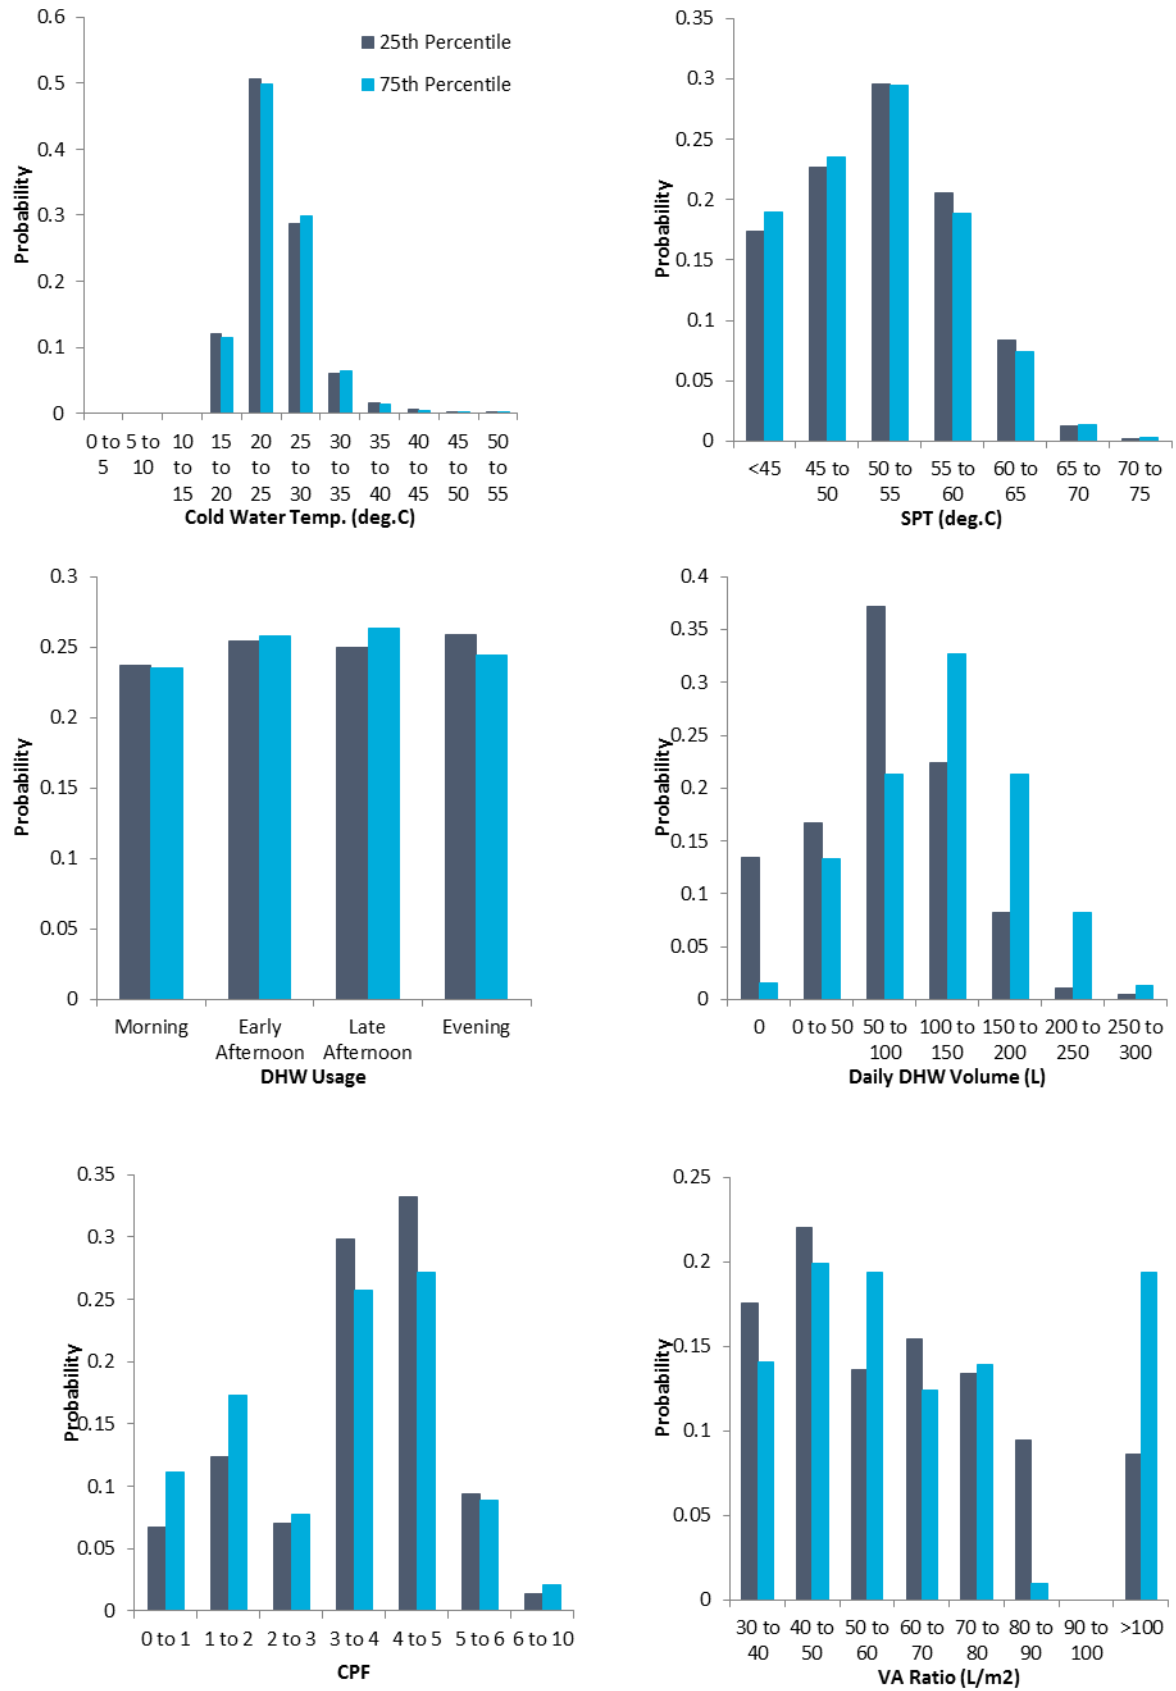 0.6
0.5
0.4
0.3
0.2
0.1
0
Probability
25th Percentile
75th Percentile
0 to 5 to 10 15 20 25 30 35 40 45 50
5 10 to to to to to to to to to
15 20 25 30 35 40 45 50 55
Cold Water Temp. (deg.C)
0.35
0.3
0.25
0.2
0.15
0.1
0.05
0
Probability
<45 45 to 50 to 55 to 60 to 65 to 70 to
50 55 60 65 70 75
SPT (deg.C)
0.3
0.25
0.2
0.15
0.1
0.05
0
Probability
Morning Early Late Evening
Afternoon Afternoon
DHW Usage
0.4
0.35
0.3
0.25
0.2
0.15
0.1
0.05
0
Probability
0 0 to 50 50 to 100 to 150 to 200 to 250 to
100 150 200 250 300
Daily DHW Volume (L)
0.35
0.3
0.25
0.2
0.15
0.1
0.05
0
Probability
0 to 1 1 to 2 2 to 3 3 to 4 4 to 5 5 to 6 6 to 10
CPF
0.25
0.2
0.15
0.1
0.05
0
Probability
30 to 40 to 50 to 60 to 70 to 80 to 90 to >100
40 50 60 70 80 90 100
VA Ratio (L/m2)